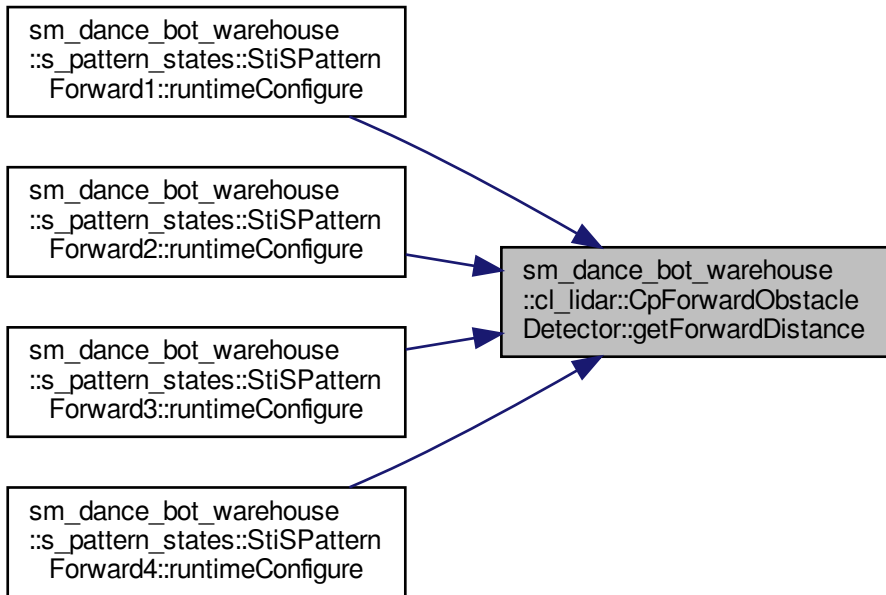 sm_dance_bot_warehouse
::s_pattern_states::StiSPattern
Forward1::runtimeConfigure
sm_dance_bot_warehouse
::s_pattern_states::StiSPattern
Forward2::runtimeConfigure
sm_dance_bot_warehouse
::cl_lidar::CpForwardObstacle
Detector::getForwardDistance
sm_dance_bot_warehouse
::s_pattern_states::StiSPattern
Forward3::runtimeConfigure
sm_dance_bot_warehouse
::s_pattern_states::StiSPattern
Forward4::runtimeConfigure